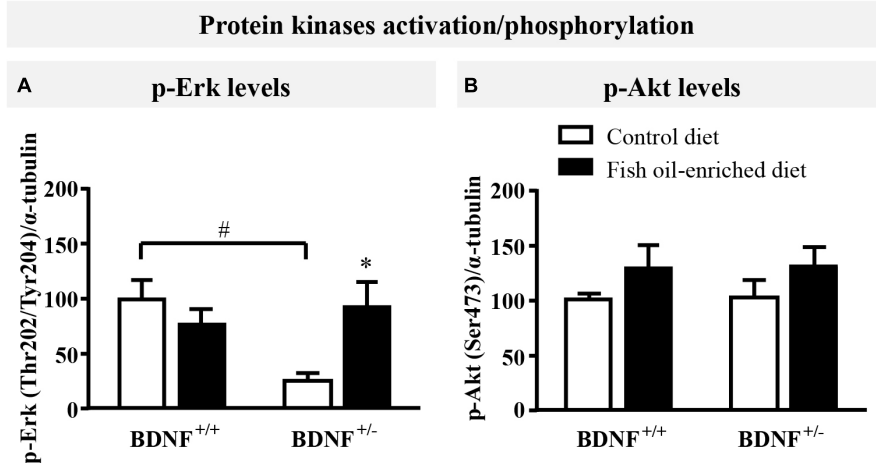 Protein kinases activation/phosphorylation
A p-Erk levels
B p-Akt levels
Control diet
Fish oil-enriched diet
p-Erk (Thr202/Tyr204)/α-tubulin
200
150
100
50
0
#
*
BDNF+/+ BDNF+/-
p-Akt (Ser473)/α-tubulin
200
150
100
50
0
BDNF+/+ BDNF+/-